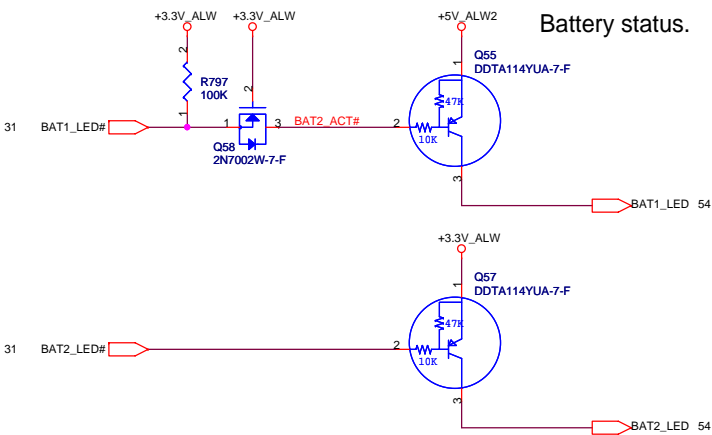 Battery status.
+3.3V_ALW
+3.3V_ALW
+5V_ALW2
2
R797
100K
1
2
Q55
DDTA114YUA-7-F
1
47K
10K
31
BAT1_LED#
1
3
BAT2_ACT#
2
Q58
2N7002W-7-F
3
BAT1_LED
54
+3.3V_ALW
1
Q57
DDTA114YUA-7-F
47K
10K
31
BAT2_LED#
2
3
BAT2_LED
54